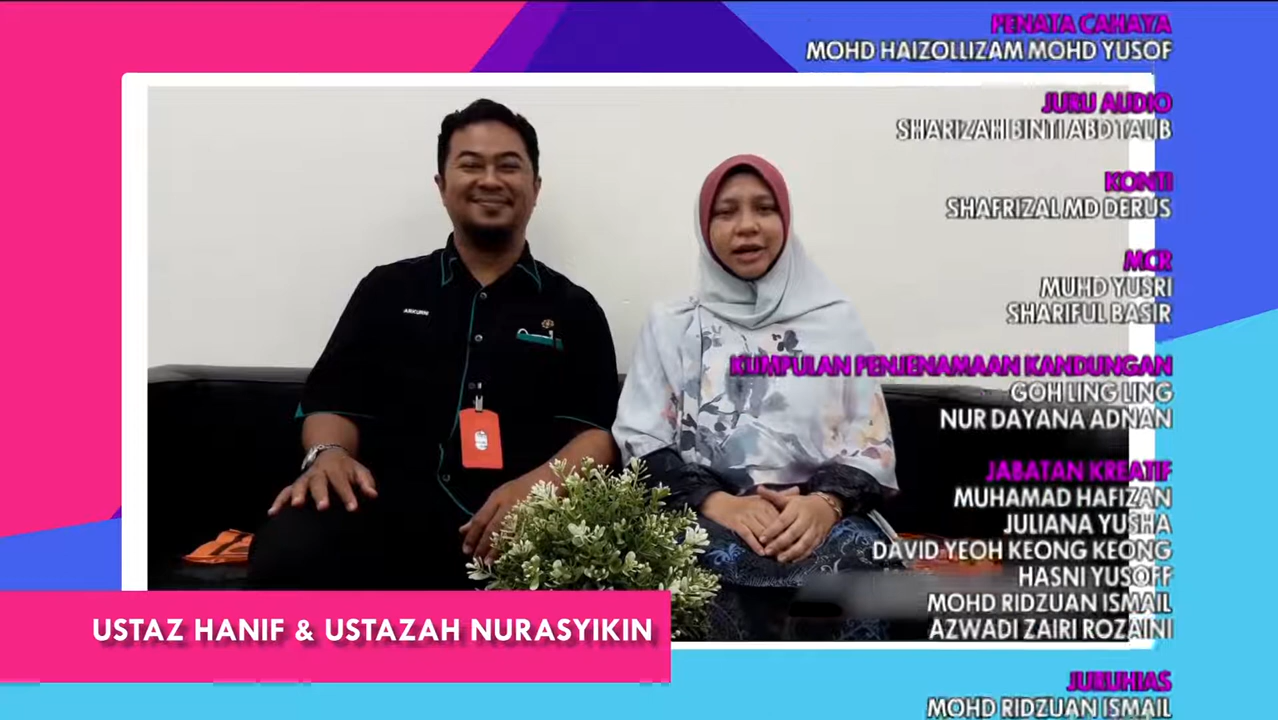 PENATA CAHAYA
MOHD HAIZOLLIZAM MOHD YUSOF
JURU AUDIO
SHARIZAH BINTI ABD TALIB
KONTI
SHAFRIZAL MD DERUS
MCR
MUHD YUSRI
SHARIFUL BASIR
KUMPULAN PENJENAMAAN KANDUNGAN
GOH LING LING
NUR DAYANA ADNAN
JABATAN KREATIF
MUHAMAD HAFIZAN
JULIANA YUSHA
DAVID YEOH KEONG KEONG
HASNI YUSOFF
MOHD RIDZUAN ISMAIL
AZWADI ZAIRI ROZAINI
JURUHIAS
MOHD RIDZUAN ISMAIL
USTAZ HANIF & USTAZAH NURASYIKIN